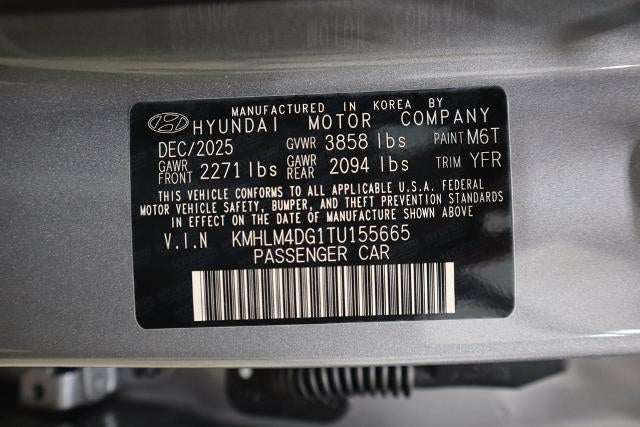 MANUFACTURED IN KOREA BY
HYUNDAI MOTOR COMPANY
DEC/2025 GVWR 3858 lbs PAINT M6T
GAWR FRONT 2271 lbs GAWR REAR 2094 lbs TRIM YFR
THIS VEHICLE CONFORMS TO ALL APPLICABLE U.S.A. FEDERAL
MOTOR VEHICLE SAFETY, BUMPER, AND THEFT PREVENTION STANDARDS
IN EFFECT ON THE DATE OF MANUFACTURE SHOWN ABOVE.
V.I.N KMHLM4DG1TU155665
PASSENGER CAR